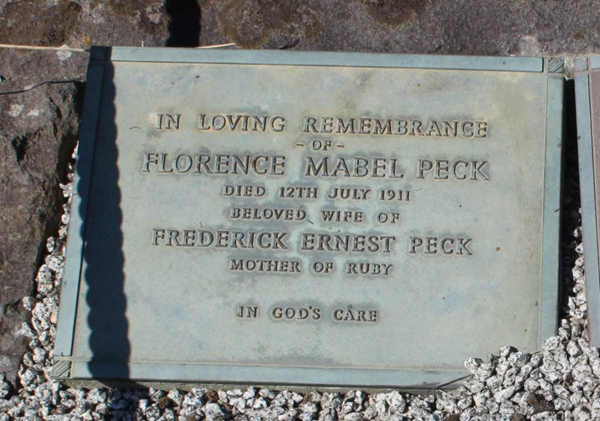 IN LOVING REMEMBRANCE
- OF -
FLORENCE MABEL PECK
DIED 12TH JULY 1911
BELOVED WIFE OF
FREDERICK ERNEST PECK
MOTHER OF RUBY
IN GOD'S CARE